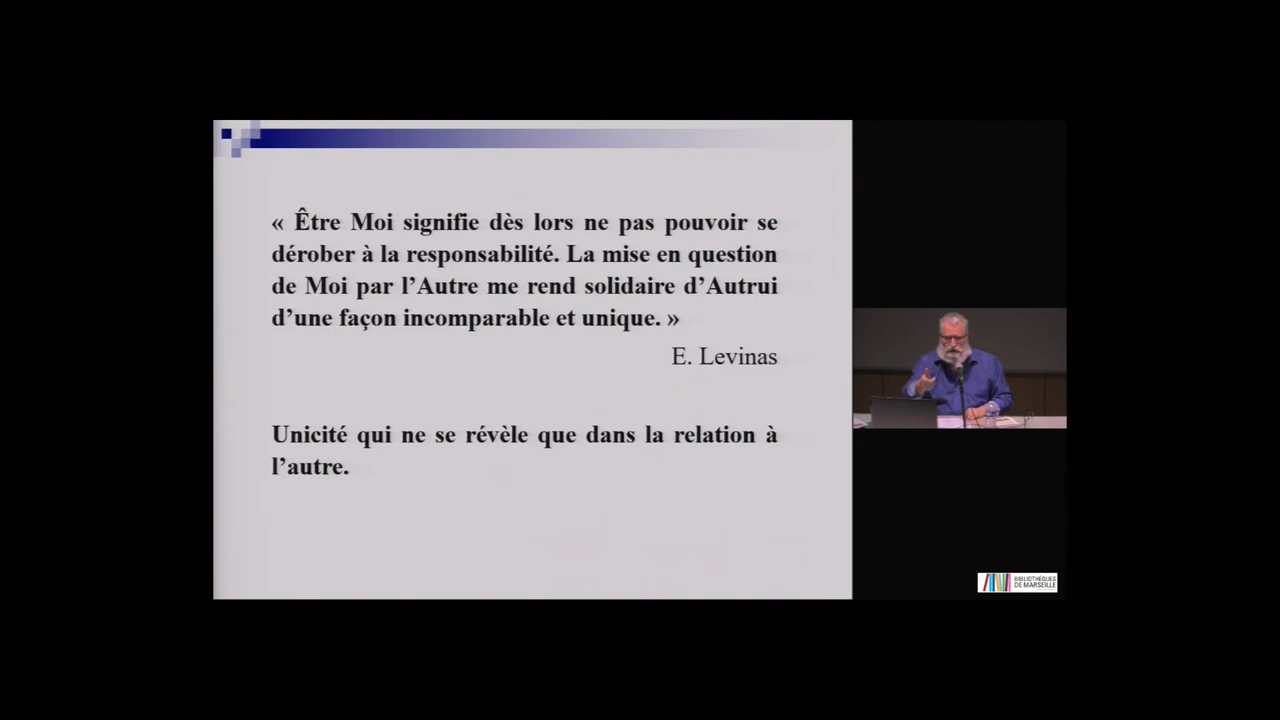 « Être Moi signifie dès lors ne pas pouvoir se
dérober à la responsabilité. La mise en question
de Moi par l’Autre me rend solidaire d’Autrui
d’une façon incomparable et unique. »
E. Levinas
Unicité qui ne se révèle que dans la relation à
l’autre.
BIBLIOTHÈQUES
DE MARSEILLE